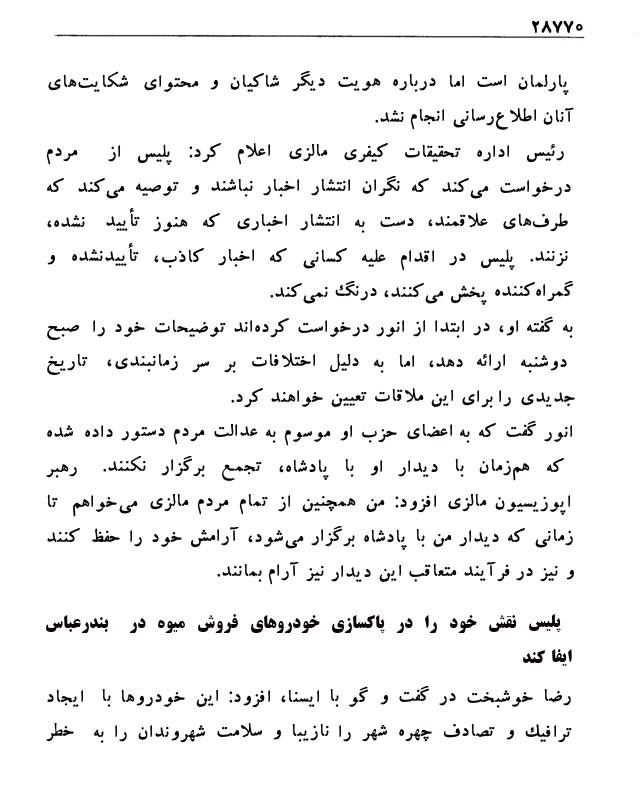 ۲۸۷۷۰
پارلمان است اما درباره هویت دیگر شاکیان و محتوای شکایت‌های
آنان اطلاع‌رسانی انجام نشد.
رئیس اداره تحقیقات کیفری مالزی اعلام کرد: پلیس از مردم
درخواست می‌کند که نگران انتشار اخبار نباشند و توصیه می‌کند که
طرف‌های علاقمند، دست به انتشار اخباری که هنوز تأیید نشده،
نزنند. پلیس در اقدام علیه کسانی که اخبار کاذب، تأییدنشده و
گمراه‌کننده پخش می‌کنند، درنگ نمی‌کند.
به گفته او، در ابتدا از انور درخواست کرده‌اند توضیحات خود را صبح
دوشنبه ارائه دهد، اما به دلیل اختلافات بر سر زمانبندی، تاریخ
جدیدی را برای این ملاقات تعیین خواهند کرد.
انور گفت که به اعضای حزب او موسوم به عدالت مردم دستور داده شده
که هم‌زمان با دیدار او با پادشاه، تجمع برگزار نکنند. رهبر
اپوزیسیون مالزی افزود: من همچنین از تمام مردم مالزی می‌خواهم تا
زمانی که دیدار من با پادشاه برگزار می‌شود، آرامش خود را حفظ کنند
و نیز در فرآیند متعاقب این دیدار نیز آرام بمانند.
پلیس نقش خود را در پاکسازی خودروهای فروش میوه در بندرعباس
ایفا کند
رضا خوشبخت در گفت و گو با ایسنا، افزود: این خودروها با ایجاد
ترافیک و تصادف چهره شهر را نازیبا و سلامت شهروندان را به خطر